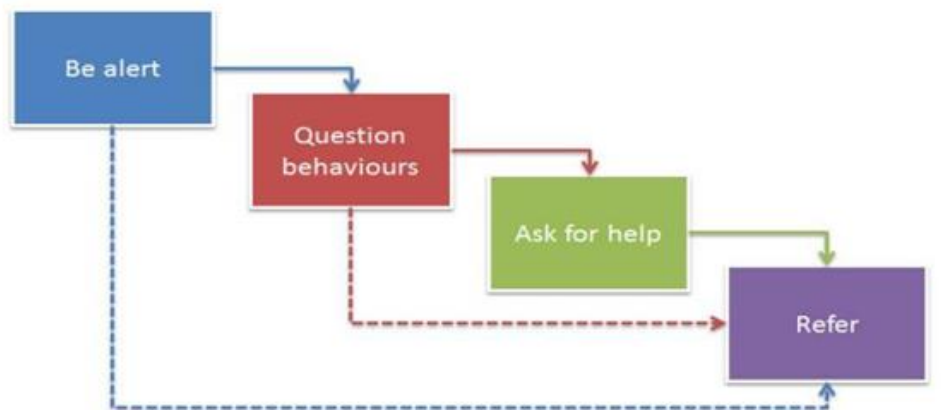 Be alert
Question
behaviours
Ask for help
Refer